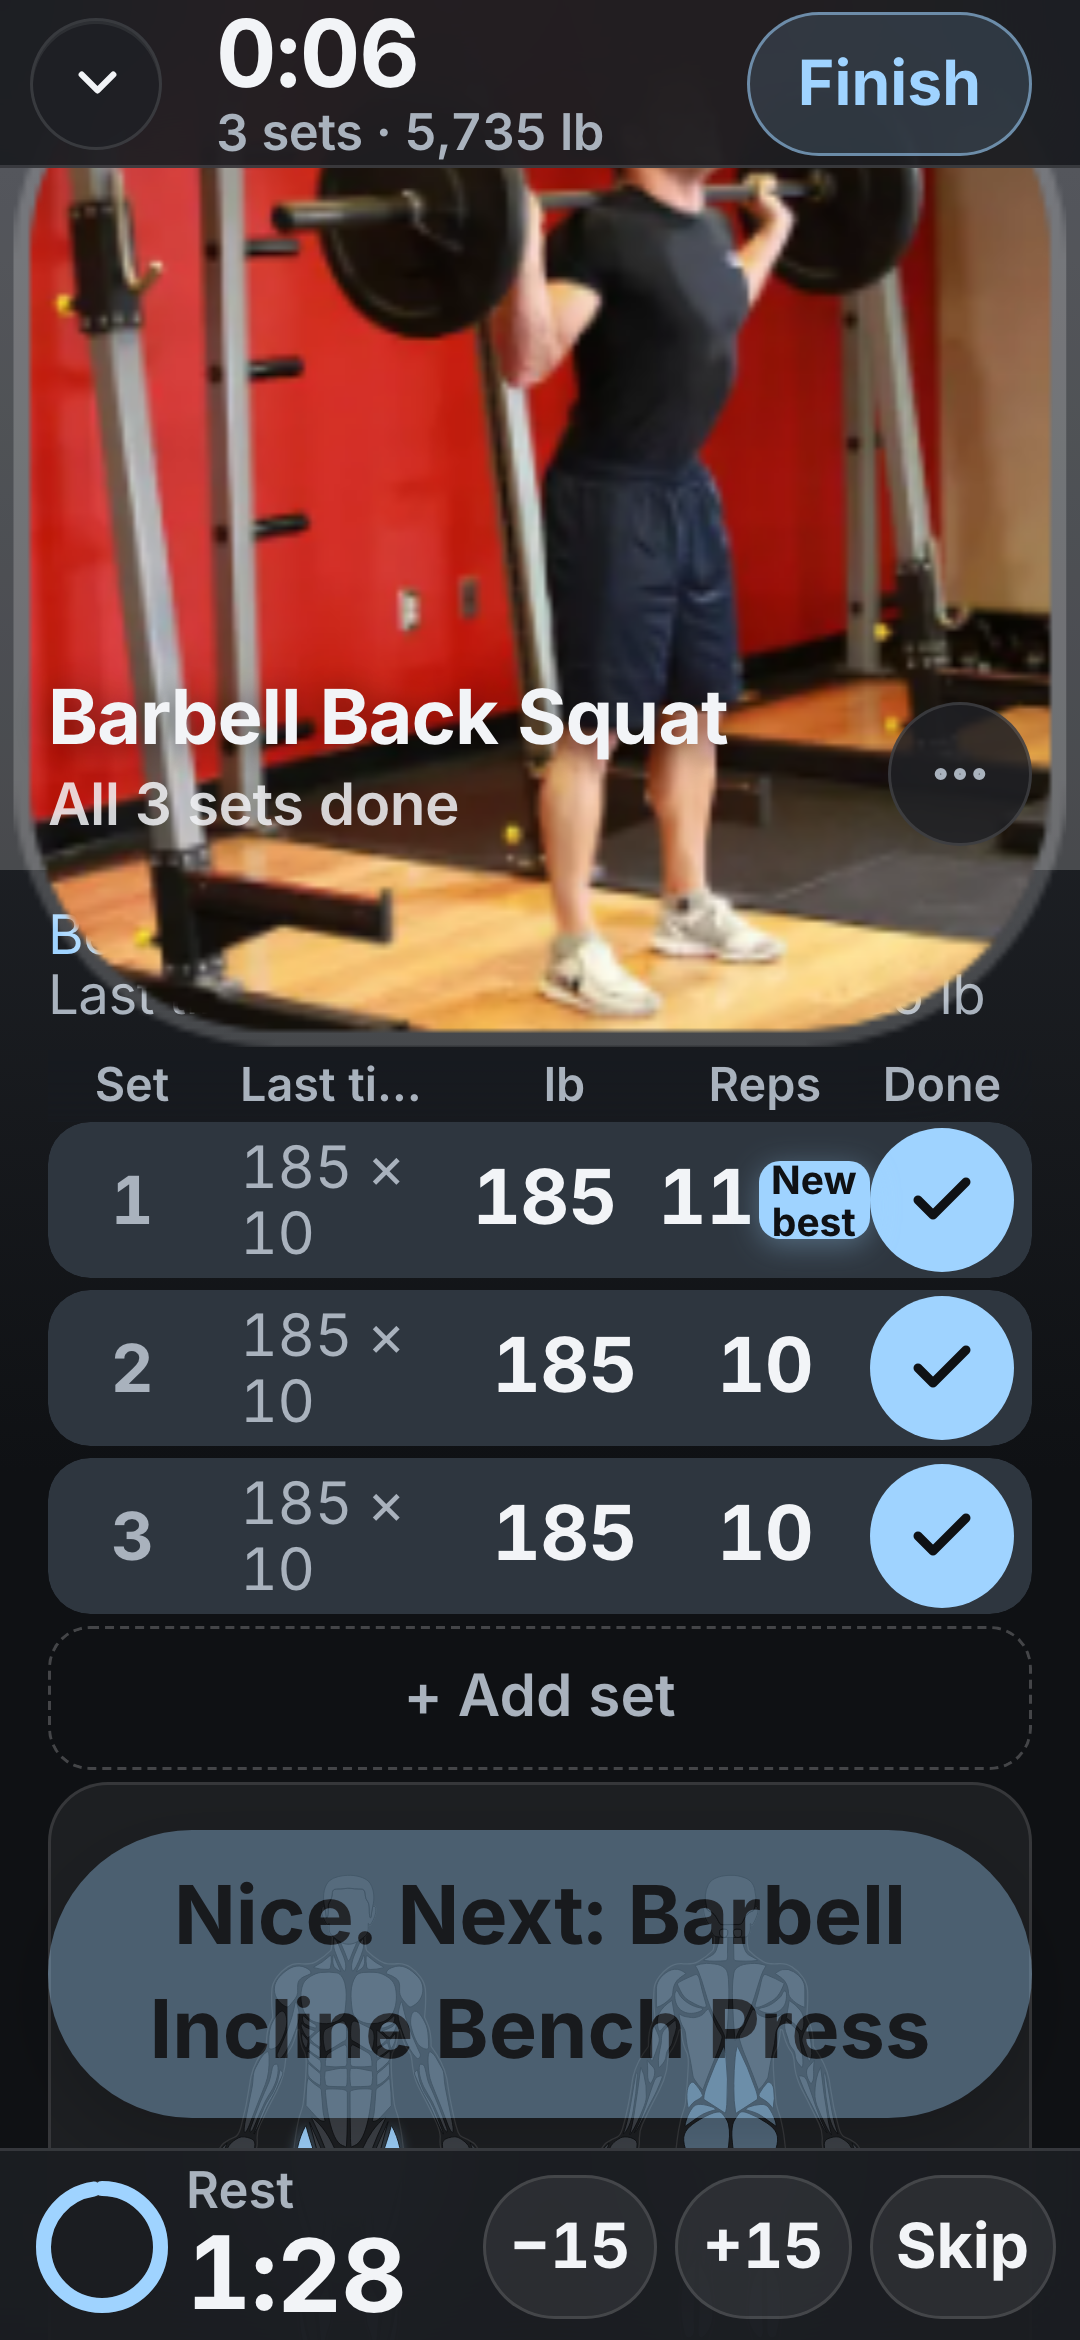 0:06
3 sets · 5,735 lb
Finish
Barbell Back Squat
All 3 sets done
Last
lb
Set Last ti... lb Reps Done
1 185 × 10 185 11 New best
2 185 × 10 185 10
3 185 × 10 185 10
+ Add set
Nice. Next: Barbell
Incline Bench Press
Rest
1:28
−15 +15 Skip